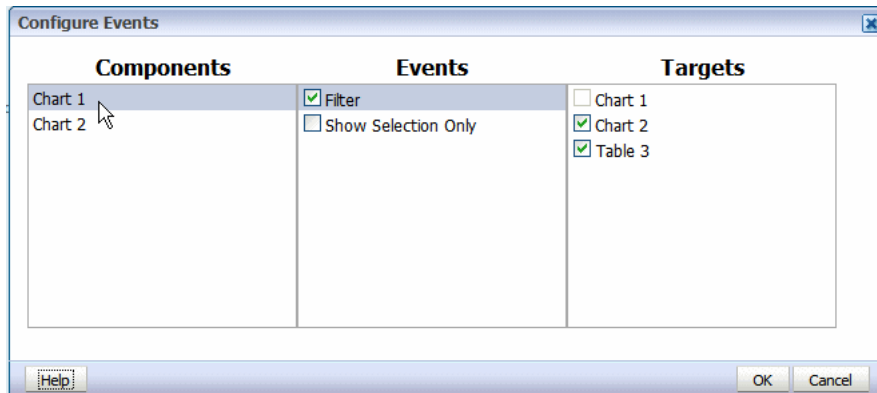 Configure Events
Components Events Targets
Chart 1 Filter Chart 1
Chart 2 Show Selection Only Chart 2
Table 3
Help OK Cancel